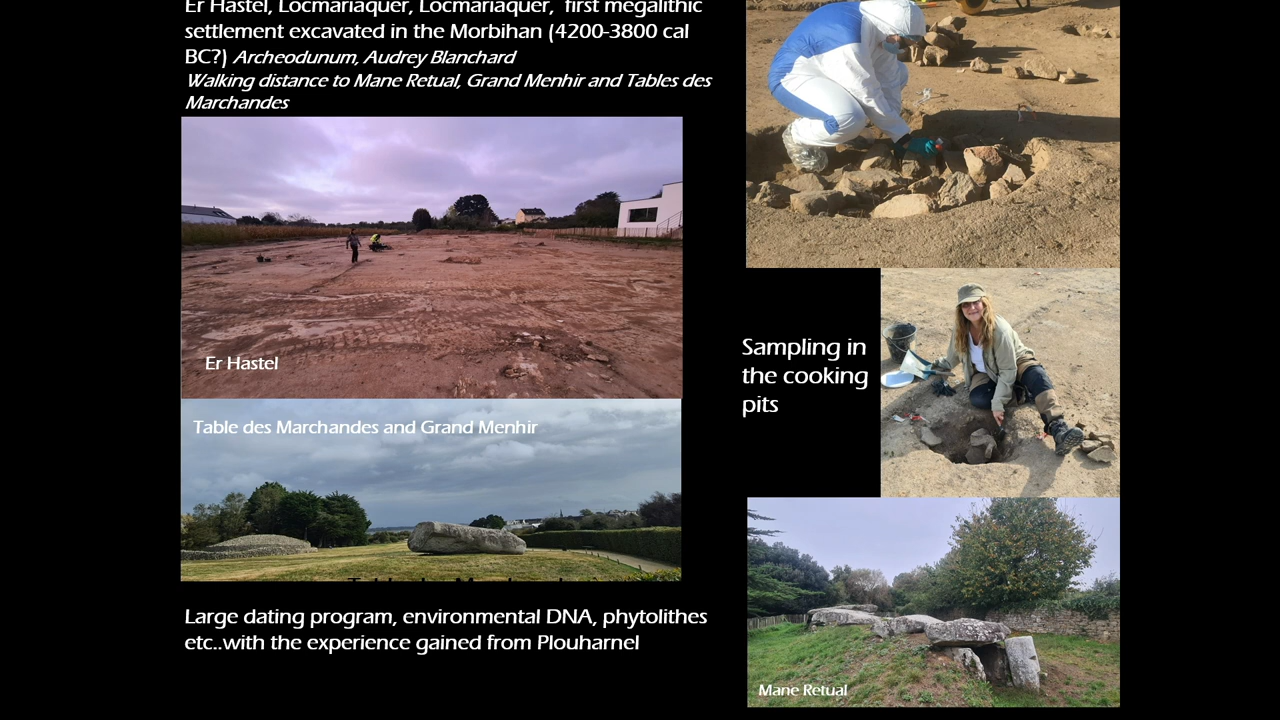 Er Hastel, Locmariaquer, Locmariaquer, first megalithic
settlement excavated in the Morbihan (4200-3800 cal
BC?) Archeodunum, Audrey Blanchard
Walking distance to Mane Retual, Grand Menhir and Tables des
Marchandes
Er Hastel
Table des Marchandes and Grand Menhir
Large dating program, environmental DNA, phytolithes
etc..with the experience gained from Plouharnel
Sampling in
the cooking
pits
Mane Retual